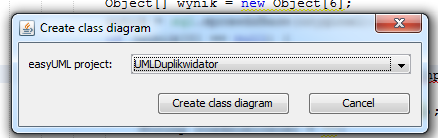 Object[] wynik = new Object[6];
Create class diagram
easyUML project:
UMLDuplikwidator
Create class diagram
Cancel